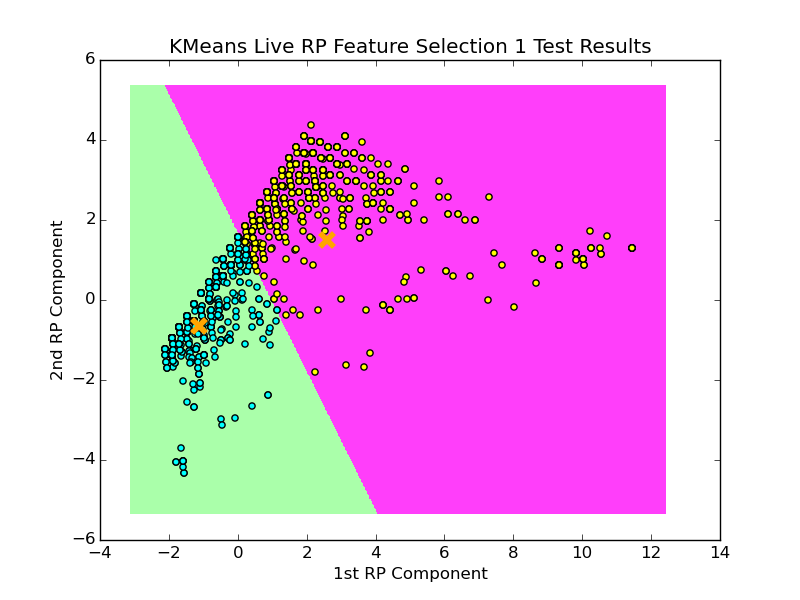 KMeans Live RP Feature Selection 1 Test Results
6
4
2
0
−2
−4
−6
2nd RP Component
−4 −2 0 2 4 6 8 10 12 14
1st RP Component